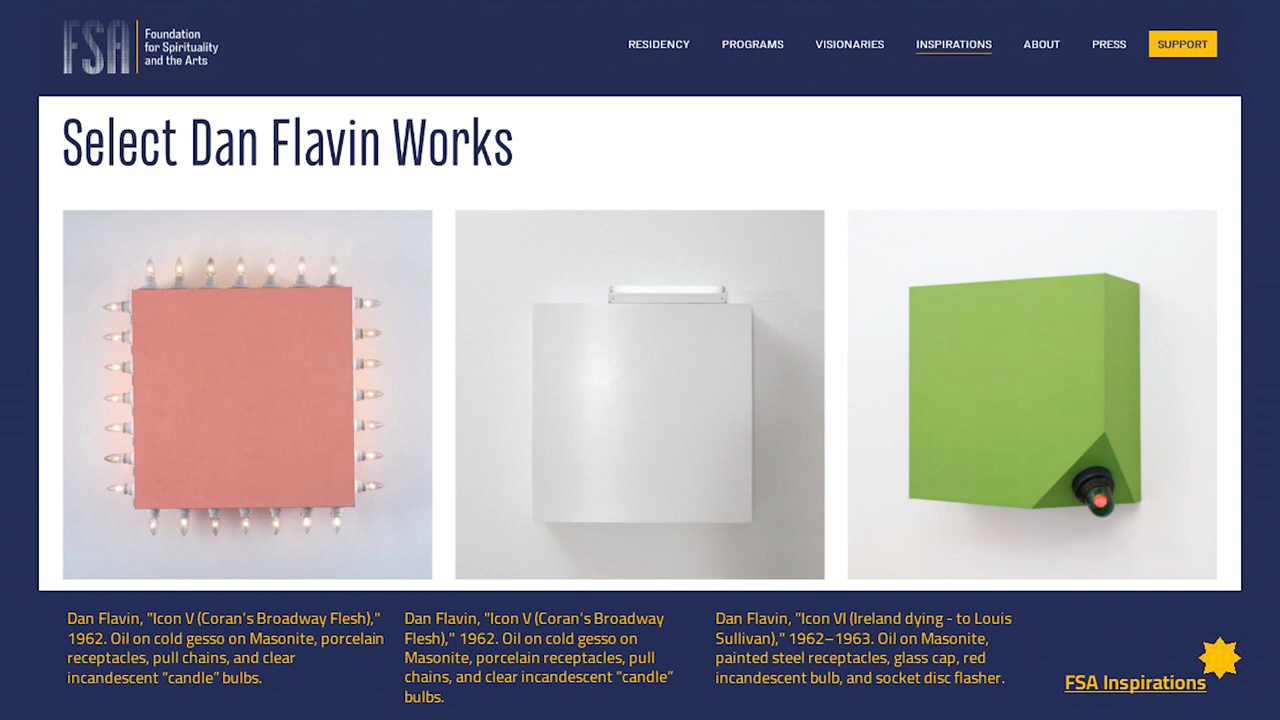 FSA
Foundation
for Spirituality
and the Arts
RESIDENCY PROGRAMS VISIONARIES INSPIRATIONS ABOUT PRESS SUPPORT
Select Dan Flavin Works
Dan Flavin, "Icon V (Coran's Broadway Flesh),"
1962. Oil on cold gesso on Masonite, porcelain
receptacles, pull chains, and clear
incandescent “candle” bulbs.
Dan Flavin, "Icon V (Coran's Broadway
Flesh)," 1962. Oil on cold gesso on
Masonite, porcelain receptacles, pull
chains, and clear incandescent “candle”
bulbs.
Dan Flavin, "Icon VI (Ireland dying - to Louis
Sullivan)," 1962–1963. Oil on Masonite,
painted steel receptacles, glass cap, red
incandescent bulb, and socket disc flasher.
FSA Inspirations